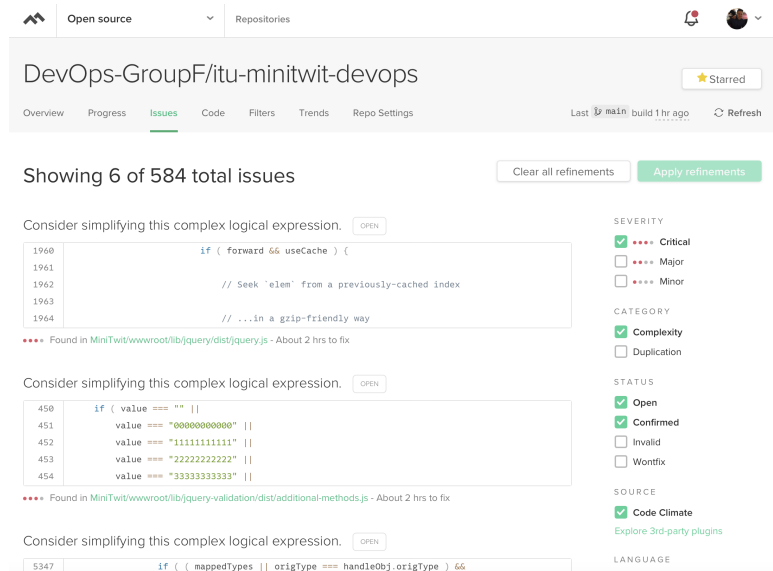 Open source
Repositories
DevOps-GroupF/itu-minitwit-devops
Starred
Overview Progress Issues Code Filters Trends Repo Settings
Last main build 1 hr ago Refresh
Showing 6 of 584 total issues
Clear all refinements
Apply refinements
Consider simplifying this complex logical expression. OPEN
1960 if ( forward && useCache ) {
1961
1962 // Seek `elem` from a previously-cached index
1963
1964 // ...in a gzip-friendly way
Found in MiniTwit/wwwroot/lib/jquery/dist/jquery.js - About 2 hrs to fix
Consider simplifying this complex logical expression. OPEN
450 if ( value === "" ||
451 value === "00000000000" ||
452 value === "11111111111" ||
453 value === "22222222222" ||
454 value === "33333333333" ||
Found in MiniTwit/wwwroot/lib/jquery-validation/dist/additional-methods.js - About 2 hrs to fix
Consider simplifying this complex logical expression. OPEN
5347 if ( ( mappedTypes || origType === handleObj.origType ) &&
SEVERITY
Critical
Major
Minor
CATEGORY
Complexity
Duplication
STATUS
Open
Confirmed
Invalid
Wontfix
SOURCE
Code Climate
Explore 3rd-party plugins
LANGUAGE